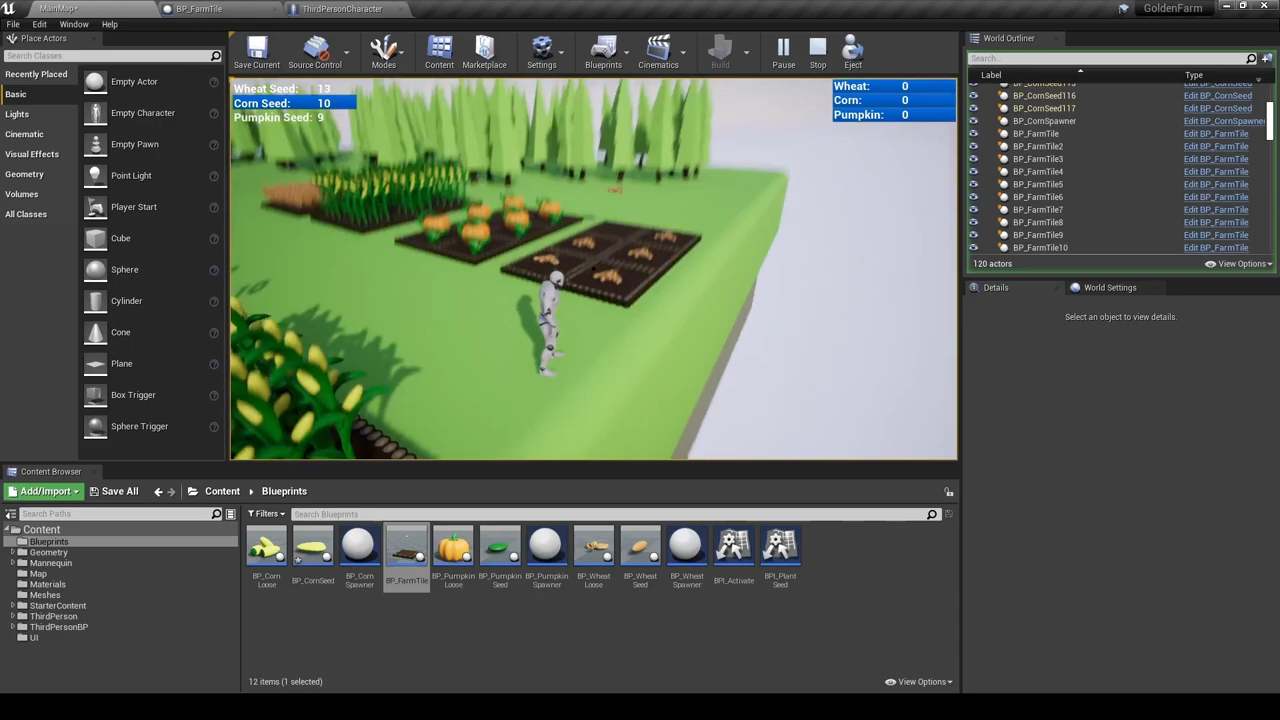 MainMap*
BP_FarmTile
ThirdPersonCharacter
GoldenFarm
File
Edit
Window
Help
Place Actors
Search Classes
Recently Placed
Basic
Lights
Cinematic
Visual Effects
Geometry
Volumes
All Classes
Empty Actor
Empty Character
Empty Pawn
Point Light
Player Start
Cube
Sphere
Cylinder
Cone
Plane
Box Trigger
Sphere Trigger
Save Current
Source Control
Modes
Content
Marketplace
Settings
Blueprints
Cinematics
Build
Pause
Stop
Eject
Wheat Seed: 13
Corn Seed: 10
Pumpkin Seed: 9
Wheat: 0
Corn: 0
Pumpkin: 0
World Outliner
Search...
Label Type
BP_CornSeed116 Edit BP_CornSeed
BP_CornSeed117 Edit BP_CornSeed
BP_CornSpawner Edit BP_CornSpawner
BP_FarmTile Edit BP_FarmTile
BP_FarmTile2 Edit BP_FarmTile
BP_FarmTile3 Edit BP_FarmTile
BP_FarmTile4 Edit BP_FarmTile
BP_FarmTile5 Edit BP_FarmTile
BP_FarmTile6 Edit BP_FarmTile
BP_FarmTile7 Edit BP_FarmTile
BP_FarmTile8 Edit BP_FarmTile
BP_FarmTile9 Edit BP_FarmTile
BP_FarmTile10 Edit BP_FarmTile
120 actors
View Options
Details
World Settings
Select an object to view details.
Content Browser
Add/Import
Save All
Content
Blueprints
Search Paths
Filters
Search Blueprints
Content
Blueprints
Geometry
Mannequin
Map
Materials
Meshes
StarterContent
ThirdPerson
ThirdPersonBP
UI
BP_Corn
Loose
BP_CornSeed
BP_Corn
Spawner
BP_FarmTile
BP_Pumpkin
Loose
BP_Pumpkin
Seed
BP_Pumpkin
Spawner
BP_Wheat
Loose
BP_Wheat
Seed
BP_Wheat
Spawner
BPI_Activate
BPI_Plant
Seed
12 items (1 selected)
View Options